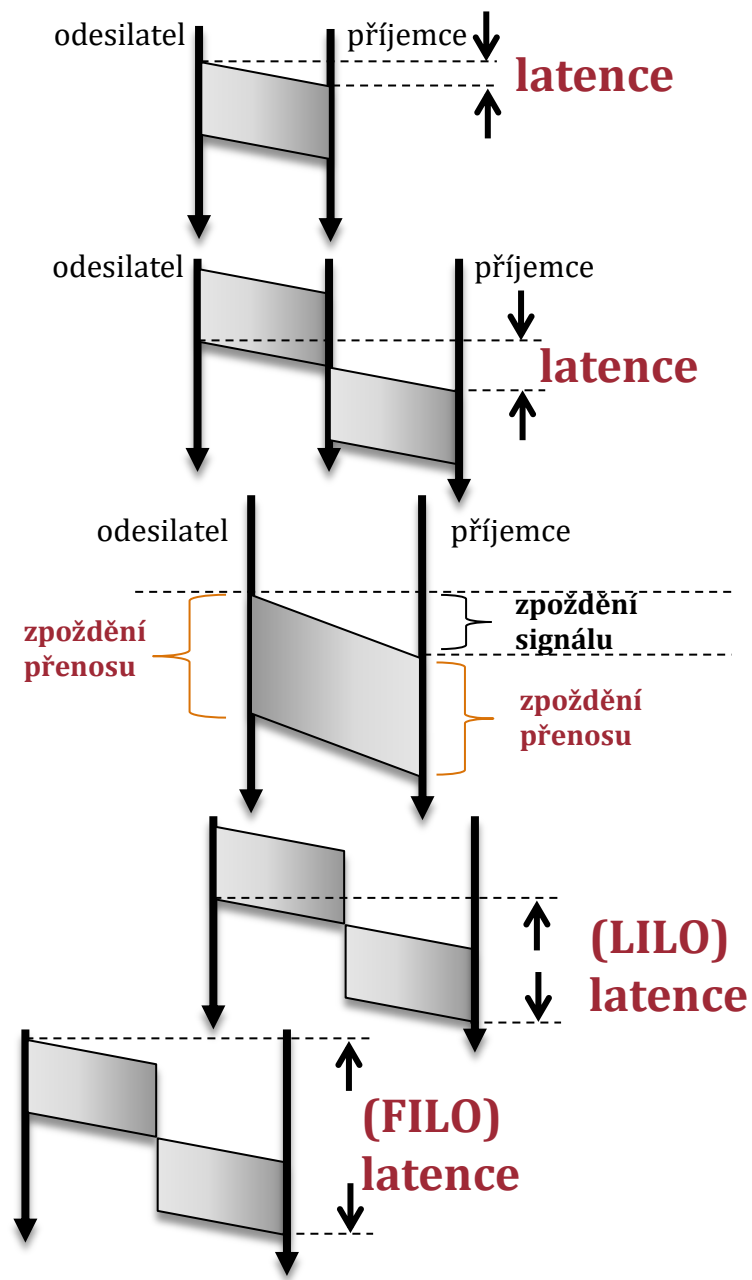 odesilatel
příjemce
latence
odesilatel
příjemce
latence
odesilatel
příjemce
zpoždění
přenosu
zpoždění
signálu
zpoždění
přenosu
(LILO)
latence
(FILO)
latence